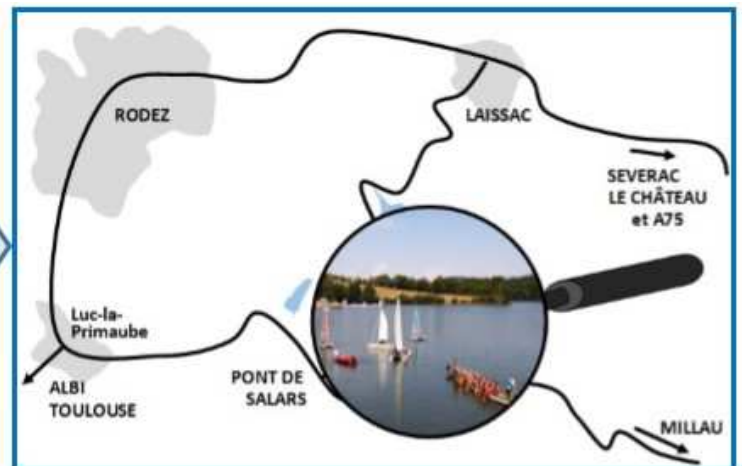 RODEZ
LAISSAC
SEVERAC
LE CHÂTEAU
et A75
Luc-la-
Primaube
ALBI
TOULOUSE
PONT DE
SALARS
MILLAU